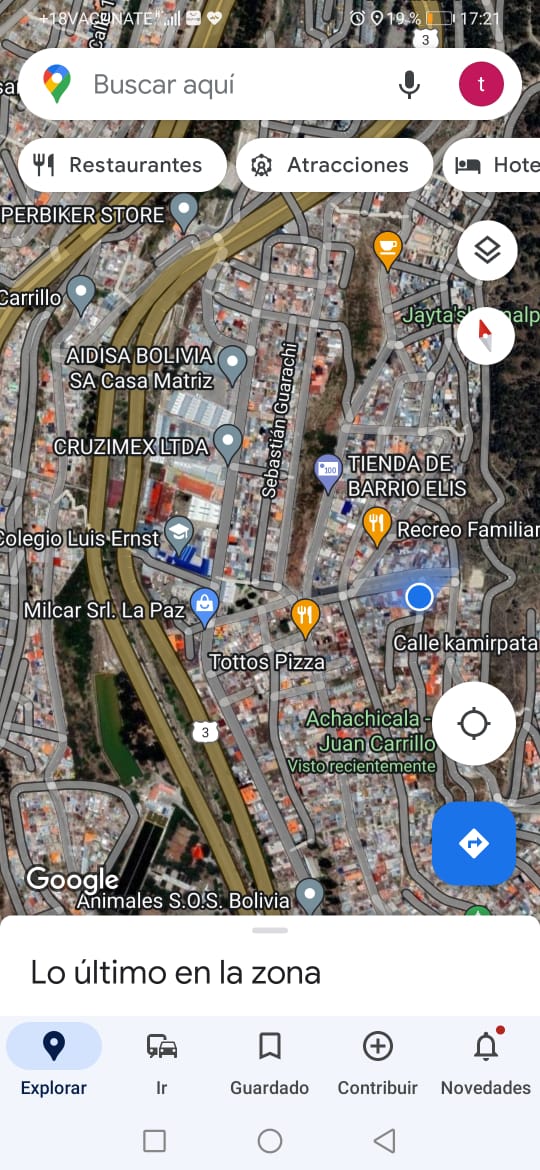 +18VACUNATE
19 %
17:21
3
Buscar aquí
t
Restaurantes
Atracciones
Hote
PERBIKER STORE
Carrillo
Jayta's
nalp
AIDISA BOLIVIA
SA Casa Matriz
Sebastián Guarachi
CRUZIMEX LTDA
100
TIENDA DE
BARRIO ELIS
Colegio Luis Ernst
Recreo Familiar
Milcar Srl. La Paz
Tottos Pizza
Calle kamirpata
Achachicala -
Juan Carrillo
Visto recientemente
3
Google
Animales S.O.S. Bolivia
Lo último en la zona
Explorar
Ir
Guardado
Contribuir
Novedades